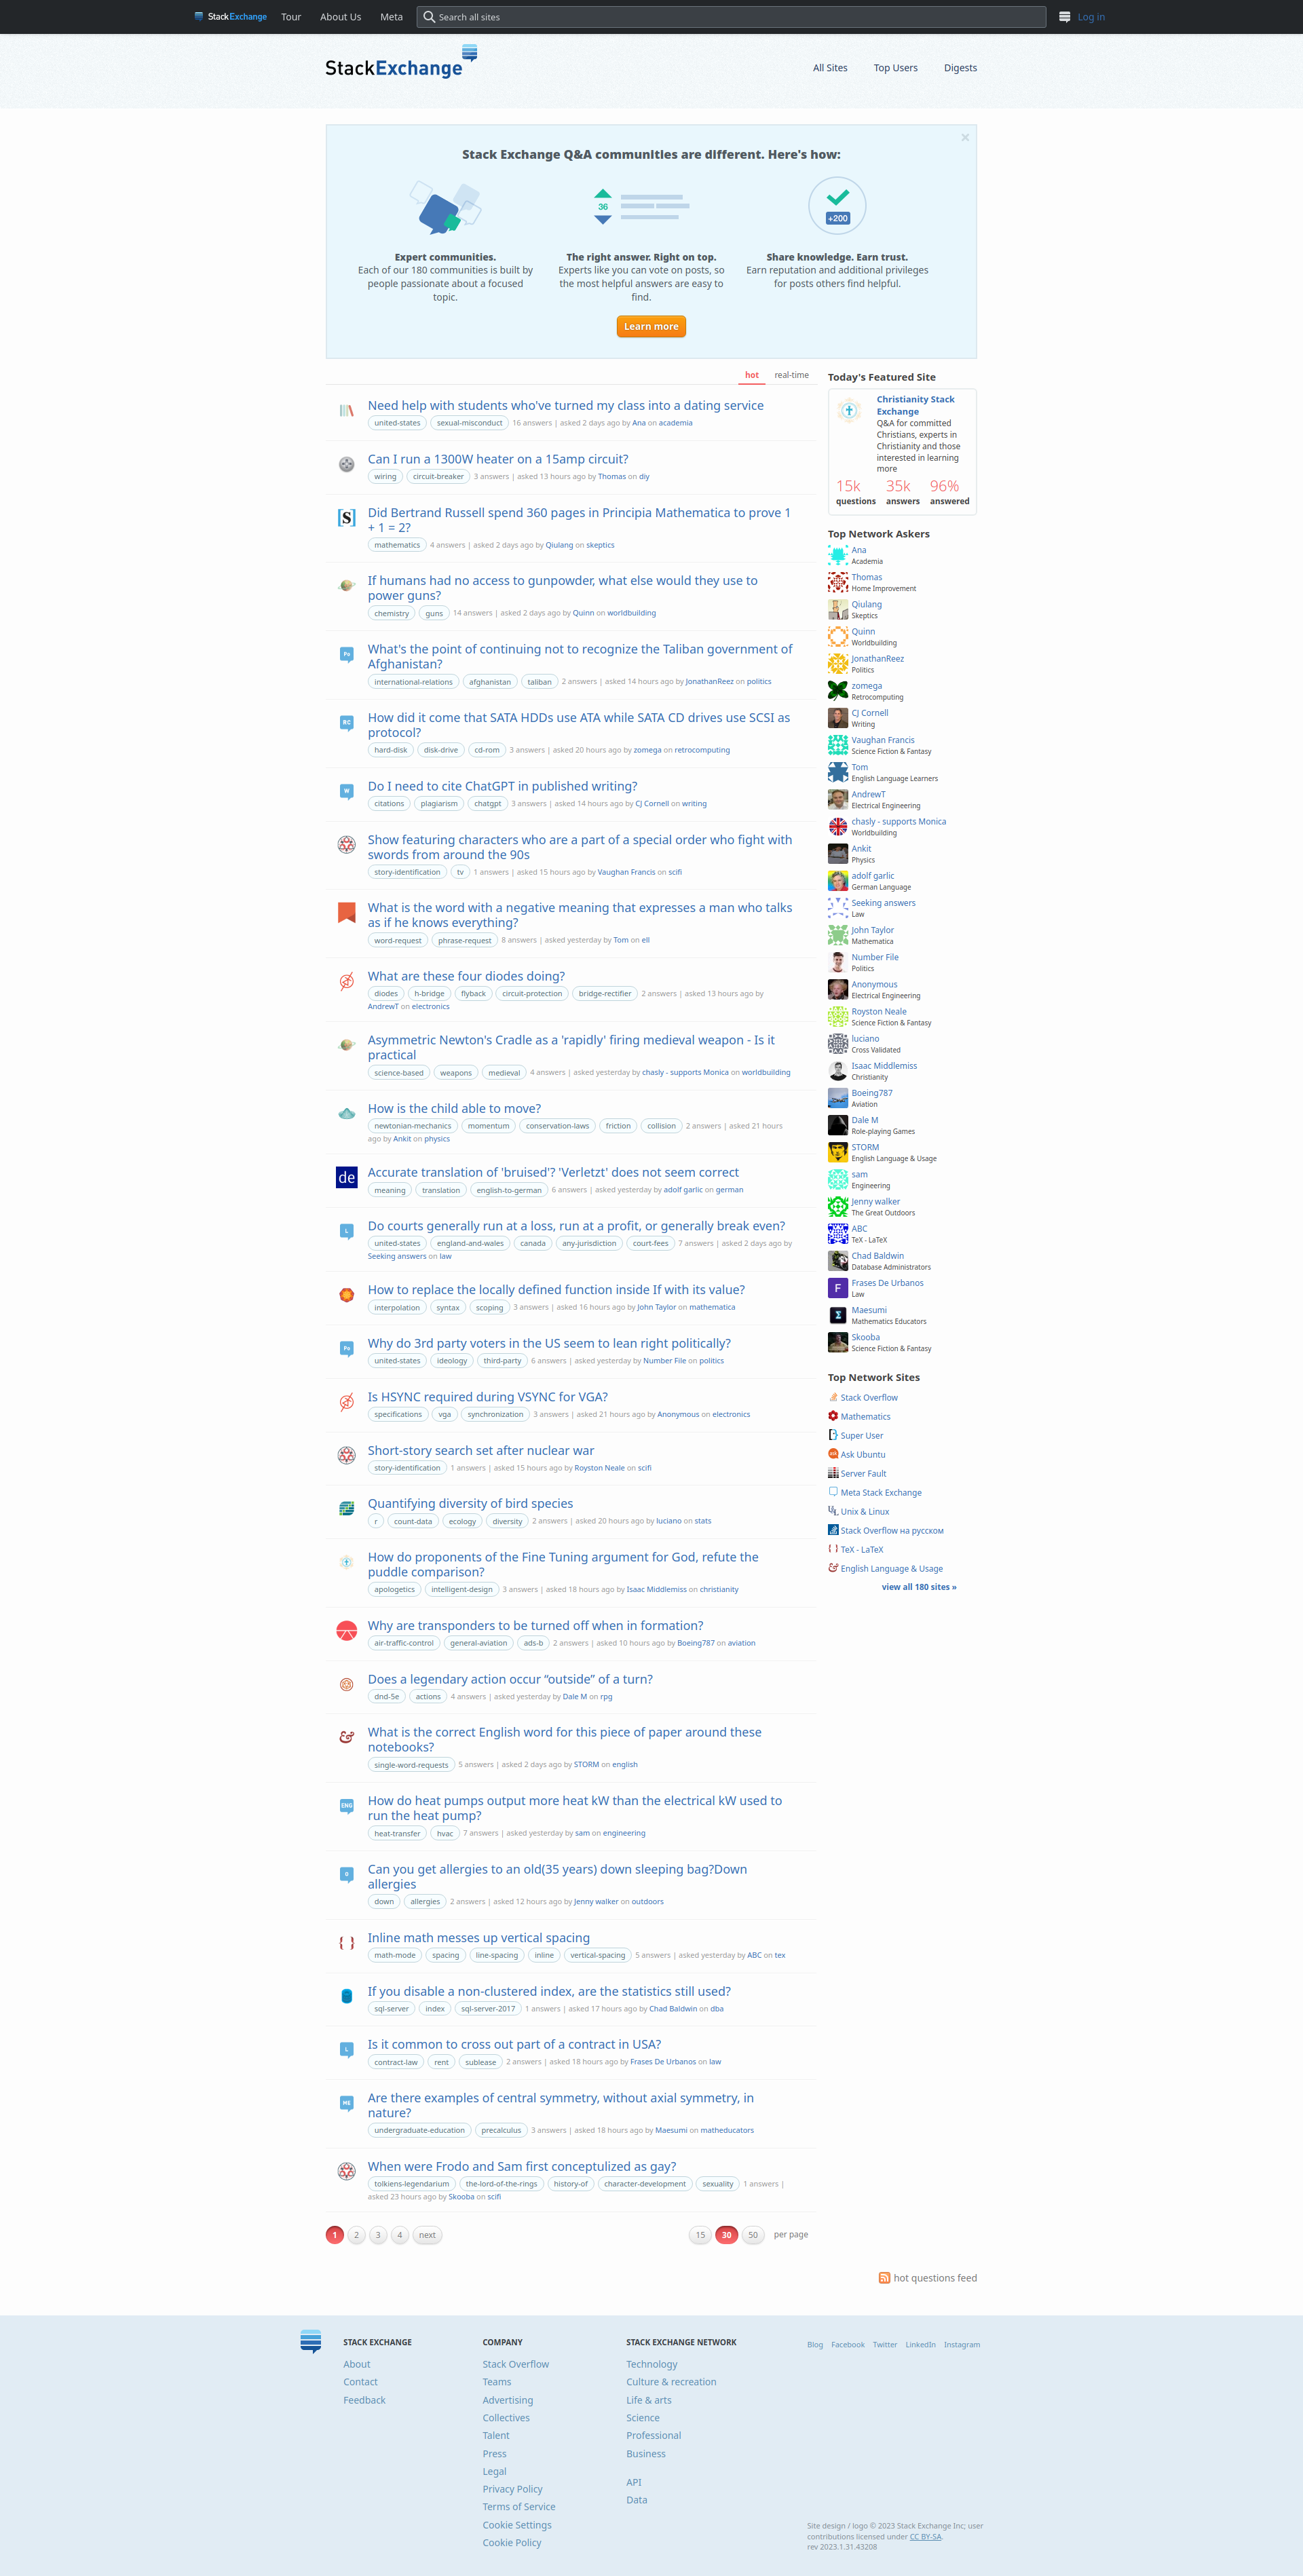 StackExchange Tour About Us Meta Search all sites Log in
StackExchange
All Sites Top Users Digests
Stack Exchange Q&A communities are different. Here's how:
36
+200
Expert communities.
Each of our 180 communities is built by
people passionate about a focused
topic.
The right answer. Right on top.
Experts like you can vote on posts, so
the most helpful answers are easy to
find.
Share knowledge. Earn trust.
Earn reputation and additional privileges
for posts others find helpful.
Learn more
hot real-time
Need help with students who've turned my class into a dating service
united-states sexual-misconduct 16 answers | asked 2 days ago by Ana on academia
Can I run a 1300W heater on a 15amp circuit?
wiring circuit-breaker 3 answers | asked 13 hours ago by Thomas on diy
[S]
Did Bertrand Russell spend 360 pages in Principia Mathematica to prove 1
+ 1 = 2?
mathematics 4 answers | asked 2 days ago by Qiulang on skeptics
If humans had no access to gunpowder, what else would they use to
power guns?
chemistry guns 14 answers | asked 2 days ago by Quinn on worldbuilding
Po
What's the point of continuing not to recognize the Taliban government of
Afghanistan?
international-relations afghanistan taliban 2 answers | asked 14 hours ago by JonathanReez on politics
RC
How did it come that SATA HDDs use ATA while SATA CD drives use SCSI as
protocol?
hard-disk disk-drive cd-rom 3 answers | asked 20 hours ago by zomega on retrocomputing
W
Do I need to cite ChatGPT in published writing?
citations plagiarism chatgpt 3 answers | asked 14 hours ago by CJ Cornell on writing
Show featuring characters who are a part of a special order who fight with
swords from around the 90s
story-identification tv 1 answers | asked 15 hours ago by Vaughan Francis on scifi
What is the word with a negative meaning that expresses a man who talks
as if he knows everything?
word-request phrase-request 8 answers | asked yesterday by Tom on ell
What are these four diodes doing?
diodes h-bridge flyback circuit-protection bridge-rectifier 2 answers | asked 13 hours ago by
AndrewT on electronics
Asymmetric Newton's Cradle as a 'rapidly' firing medieval weapon - Is it
practical
science-based weapons medieval 4 answers | asked yesterday by chasly - supports Monica on worldbuilding
How is the child able to move?
newtonian-mechanics momentum conservation-laws friction collision 2 answers | asked 21 hours
ago by Ankit on physics
de
Accurate translation of 'bruised'? 'Verletzt' does not seem correct
meaning translation english-to-german 6 answers | asked yesterday by adolf garlic on german
L
Do courts generally run at a loss, run at a profit, or generally break even?
united-states england-and-wales canada any-jurisdiction court-fees 7 answers | asked 2 days ago by
Seeking answers on law
How to replace the locally defined function inside If with its value?
interpolation syntax scoping 3 answers | asked 16 hours ago by John Taylor on mathematica
Po
Why do 3rd party voters in the US seem to lean right politically?
united-states ideology third-party 6 answers | asked yesterday by Number File on politics
Is HSYNC required during VSYNC for VGA?
specifications vga synchronization 3 answers | asked 21 hours ago by Anonymous on electronics
Short-story search set after nuclear war
story-identification 1 answers | asked 15 hours ago by Royston Neale on scifi
Quantifying diversity of bird species
r count-data ecology diversity 2 answers | asked 20 hours ago by luciano on stats
How do proponents of the Fine Tuning argument for God, refute the
puddle comparison?
apologetics intelligent-design 3 answers | asked 18 hours ago by Isaac Middlemiss on christianity
Why are transponders to be turned off when in formation?
air-traffic-control general-aviation ads-b 2 answers | asked 10 hours ago by Boeing787 on aviation
Does a legendary action occur “outside” of a turn?
dnd-5e actions 4 answers | asked yesterday by Dale M on rpg
&
What is the correct English word for this piece of paper around these
notebooks?
single-word-requests 5 answers | asked 2 days ago by STORM on english
ENG
How do heat pumps output more heat kW than the electrical kW used to
run the heat pump?
heat-transfer hvac 7 answers | asked yesterday by sam on engineering
O
Can you get allergies to an old(35 years) down sleeping bag?Down
allergies
down allergies 2 answers | asked 12 hours ago by Jenny walker on outdoors
{ }
Inline math messes up vertical spacing
math-mode spacing line-spacing inline vertical-spacing 5 answers | asked yesterday by ABC on tex
If you disable a non-clustered index, are the statistics still used?
sql-server index sql-server-2017 1 answers | asked 17 hours ago by Chad Baldwin on dba
L
Is it common to cross out part of a contract in USA?
contract-law rent sublease 2 answers | asked 18 hours ago by Frases De Urbanos on law
ME
Are there examples of central symmetry, without axial symmetry, in
nature?
undergraduate-education precalculus 3 answers | asked 18 hours ago by Maesumi on matheducators
When were Frodo and Sam first conceptulized as gay?
tolkiens-legendarium the-lord-of-the-rings history-of character-development sexuality 1 answers |
asked 23 hours ago by Skooba on scifi
1 2 3 4 next 15 30 50 per page
Today's Featured Site
Christianity Stack
Exchange
Q&A for committed
Christians, experts in
Christianity and those
interested in learning
more
15k 35k 96%
questions answers answered
Top Network Askers
Ana
Academia
Thomas
Home Improvement
Qiulang
Skeptics
Quinn
Worldbuilding
JonathanReez
Politics
zomega
Retrocomputing
CJ Cornell
Writing
Vaughan Francis
Science Fiction & Fantasy
Tom
English Language Learners
AndrewT
Electrical Engineering
chasly - supports Monica
Worldbuilding
Ankit
Physics
adolf garlic
German Language
Seeking answers
Law
John Taylor
Mathematica
Number File
Politics
Anonymous
Electrical Engineering
Royston Neale
Science Fiction & Fantasy
luciano
Cross Validated
Isaac Middlemiss
Christianity
Boeing787
Aviation
Dale M
Role-playing Games
STORM
English Language & Usage
sam
Engineering
Jenny walker
The Great Outdoors
ABC
TeX - LaTeX
Chad Baldwin
Database Administrators
F
Frases De Urbanos
Law
Σ
Maesumi
Mathematics Educators
Skooba
Science Fiction & Fantasy
Top Network Sites
Stack Overflow
Mathematics
Super User
Ask Ubuntu
Server Fault
Meta Stack Exchange
Unix & Linux
Stack Overflow на русском
TeX - LaTeX
English Language & Usage
view all 180 sites »
hot questions feed
STACK EXCHANGE
About
Contact
Feedback
COMPANY
Stack Overflow
Teams
Advertising
Collectives
Talent
Press
Legal
Privacy Policy
Terms of Service
Cookie Settings
Cookie Policy
STACK EXCHANGE NETWORK
Technology
Culture & recreation
Life & arts
Science
Professional
Business
API
Data
Blog Facebook Twitter LinkedIn Instagram
Site design / logo © 2023 Stack Exchange Inc; user
contributions licensed under CC BY-SA.
rev 2023.1.31.43208